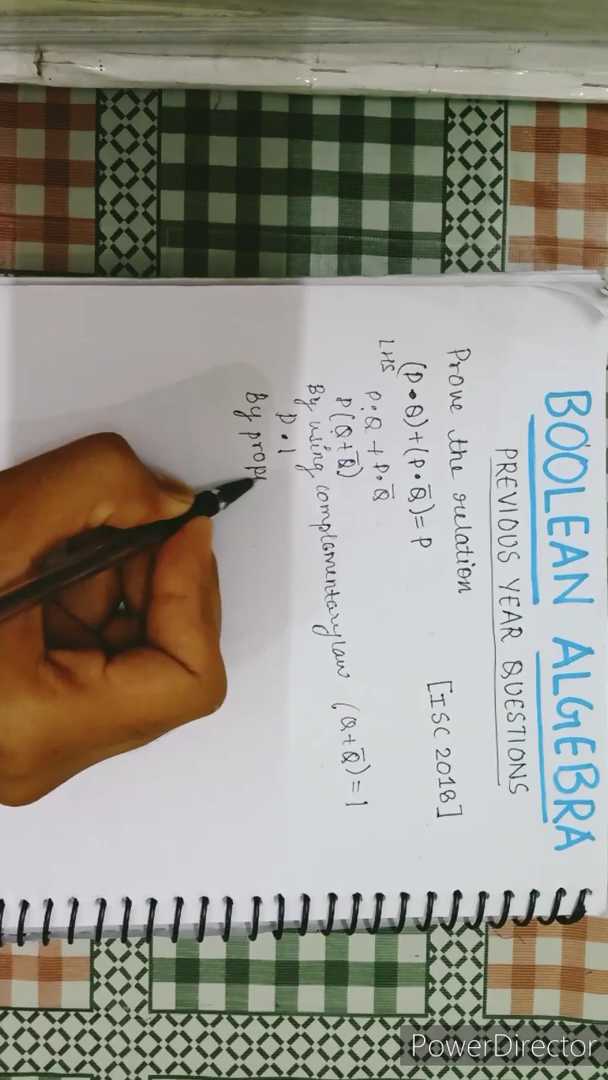 BOOLEAN ALGEBRA
PREVIOUS YEAR QUESTIONS
Prove the relation [ISC 2018]
(P•Q)+(P•Q̅)=P
LHS P•Q + P•Q̅
P(Q+Q̅)
By using complamentary law (Q+Q̅)=1
P•1
By prop
PowerDirector